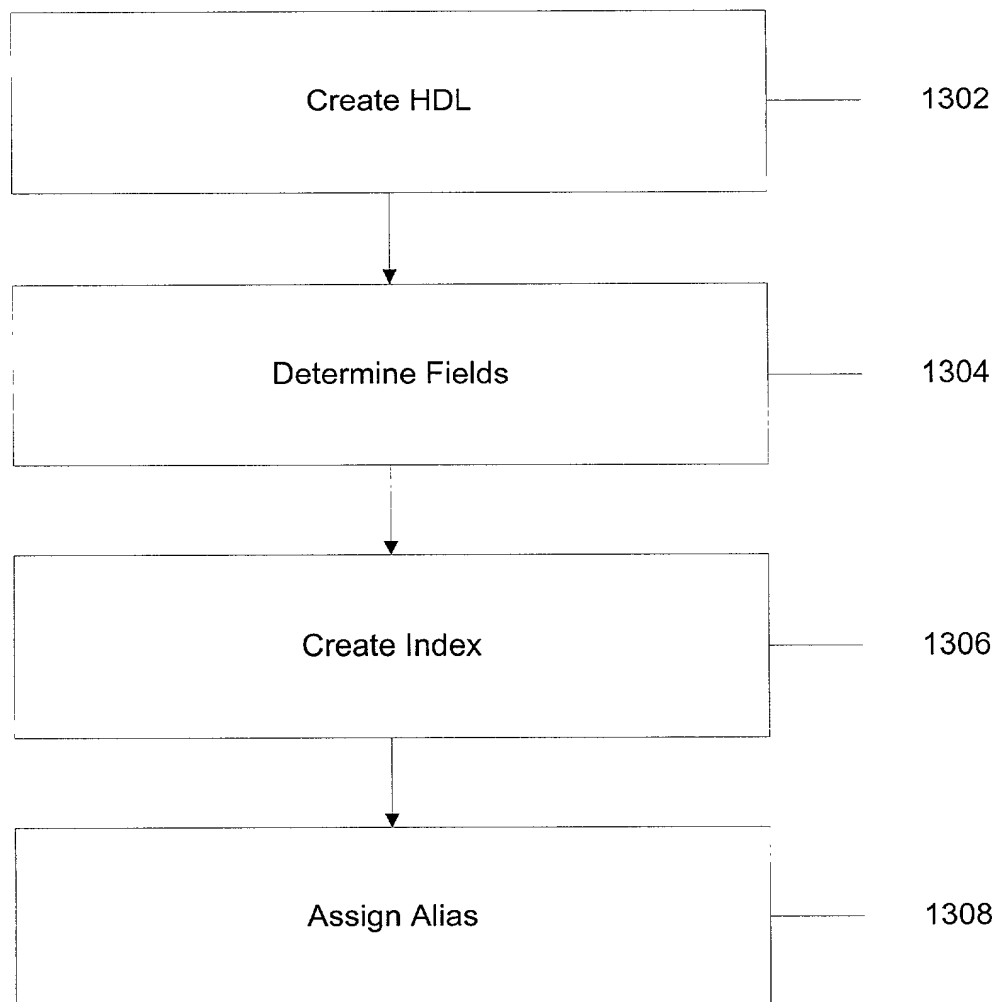 Create HDL
1302
Determine Fields
1304
Create Index
1306
Assign Alias
1308